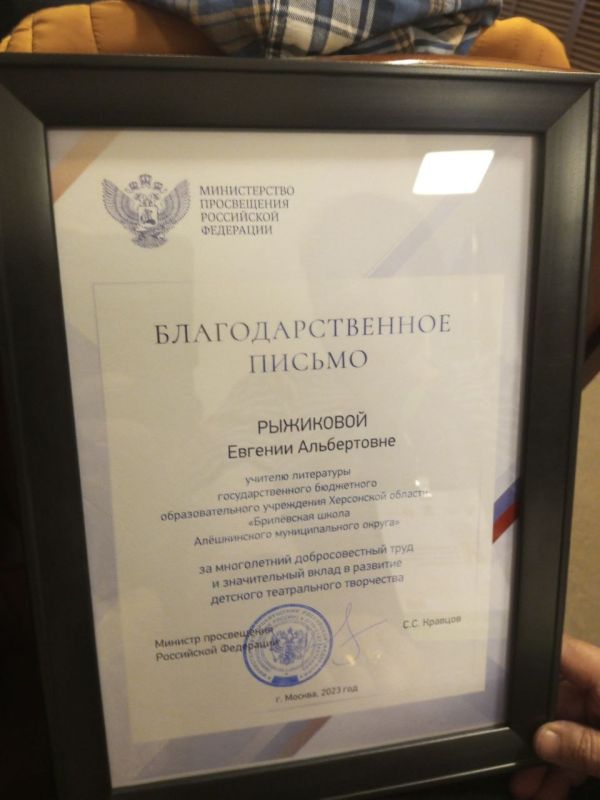 МИНИСТЕРСТВО
ПРОСВЕЩЕНИЯ
РОССИЙСКОЙ
ФЕДЕРАЦИИ
БЛАГОДАРСТВЕННОЕ
ПИСЬМО
РЫЖИКОВОЙ
Евгении Альбертовне
учителю литературы
государственного бюджетного
образовательного учреждения Херсонской области
«Брилёвская школа
Алёшкинского муниципального округа»
за многолетний добросовестный труд
и значительный вклад в развитие
детского театрального творчества
Министр просвещения
Российской Федерации
С.С. Кравцов
г. Москва, 2023 год